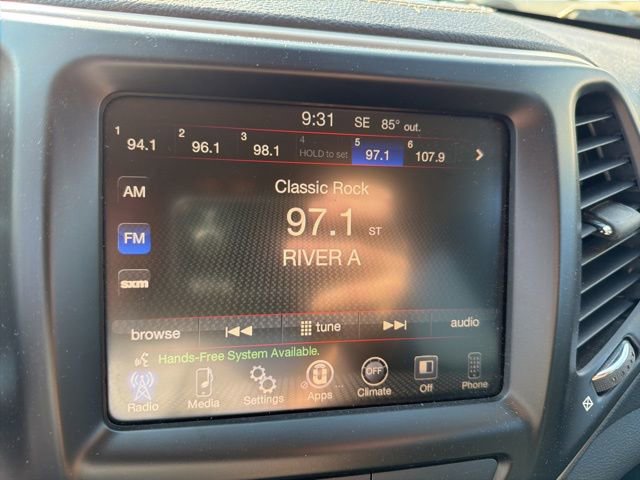 9:31 SE 85° out.
1 94.1 2 96.1 3 98.1 4 HOLD to set 5 97.1 6 107.9
AM
Classic Rock
97.1 ST
FM
RIVER A
sxm
browse tune audio
Hands-Free System Available.
Radio Media Settings Apps OFF Climate Off Phone